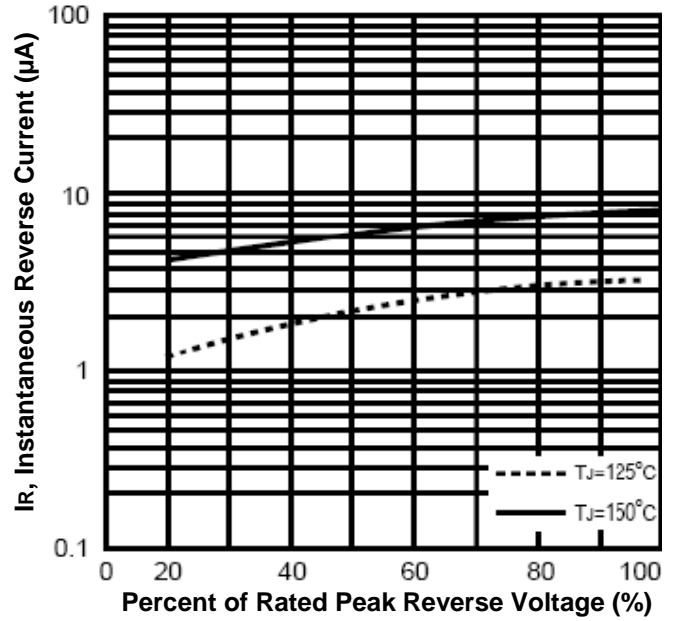 IR, Instantaneous Reverse Current (µA)
100
10
1
0.1
0 20 40 60 80 100
Percent of Rated Peak Reverse Voltage (%)
TJ=125°C
TJ=150°C